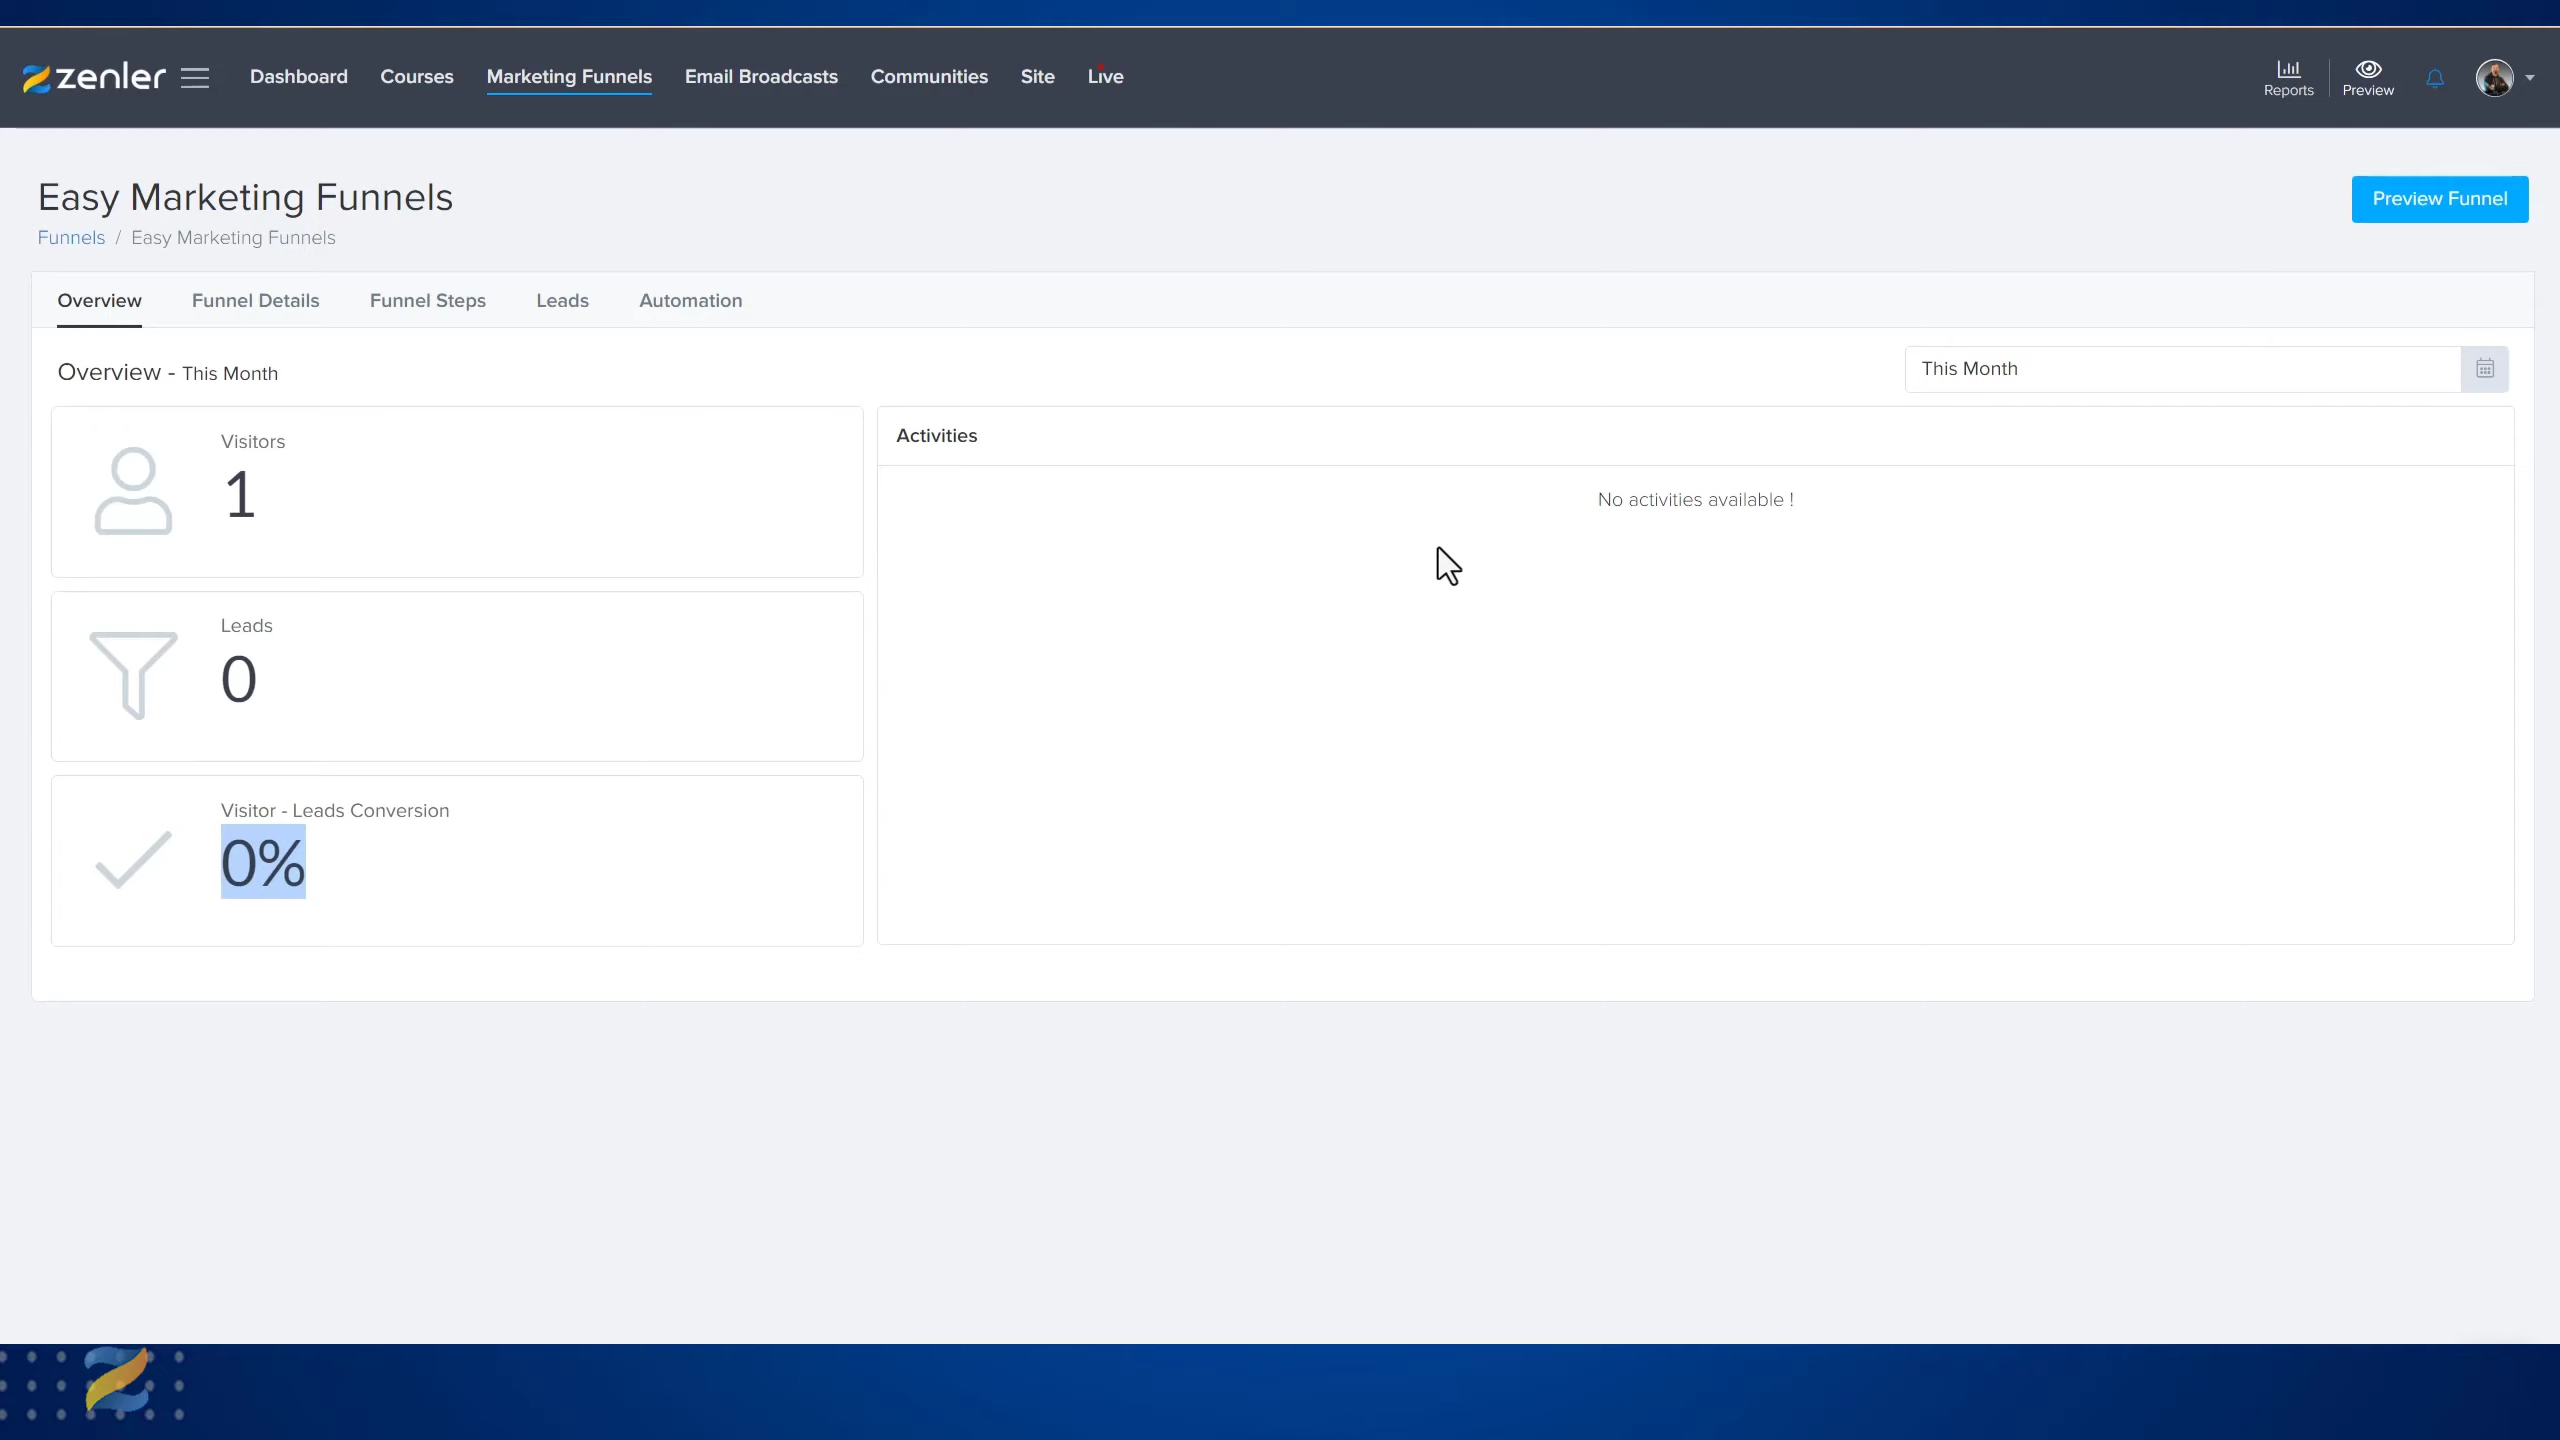 zenler
Dashboard Courses Marketing Funnels Email Broadcasts Communities Site Live
Reports Preview
Easy Marketing Funnels
Preview Funnel
Funnels / Easy Marketing Funnels
Overview Funnel Details Funnel Steps Leads Automation
Overview - This Month
This Month
Visitors
1
Leads
0
Visitor - Leads Conversion
0%
Activities
No activities available !